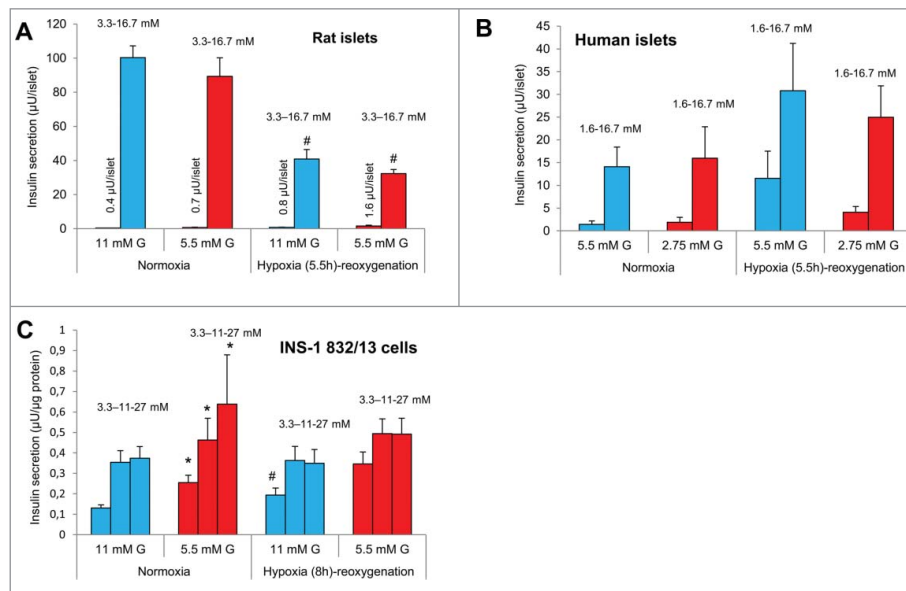 A
Rat islets
Insulin secretion (µU/islet)
120
100
80
60
40
20
0
3.3-16.7 mM
3.3-16.7 mM
3.3–16.7 mM
3.3–16.7 mM
#
#
0.4 µU/islet
0.7 µU/islet
0.8 µU/islet
1.6 µU/islet
11 mM G
5.5 mM G
11 mM G
5.5 mM G
Normoxia
Hypoxia (5.5h)-reoxygenation
B
Human islets
Insulin secretion (µU/islet)
45
40
35
30
25
20
15
10
5
0
1.6-16.7 mM
1.6-16.7 mM
1.6-16.7 mM
1.6-16.7 mM
5.5 mM G
2.75 mM G
5.5 mM G
2.75 mM G
Normoxia
Hypoxia (5.5h)-reoxygenation
C
INS-1 832/13 cells
Insulin secretion (µU/µg protein)
1
0,9
0,8
0,7
0,6
0,5
0,4
0,3
0,2
0,1
0
3.3–11-27 mM
3.3–11-27 mM
3.3–11-27 mM
3.3–11-27 mM
*
*
*
#
11 mM G
5.5 mM G
11 mM G
5.5 mM G
Normoxia
Hypoxia (8h)-reoxygenation